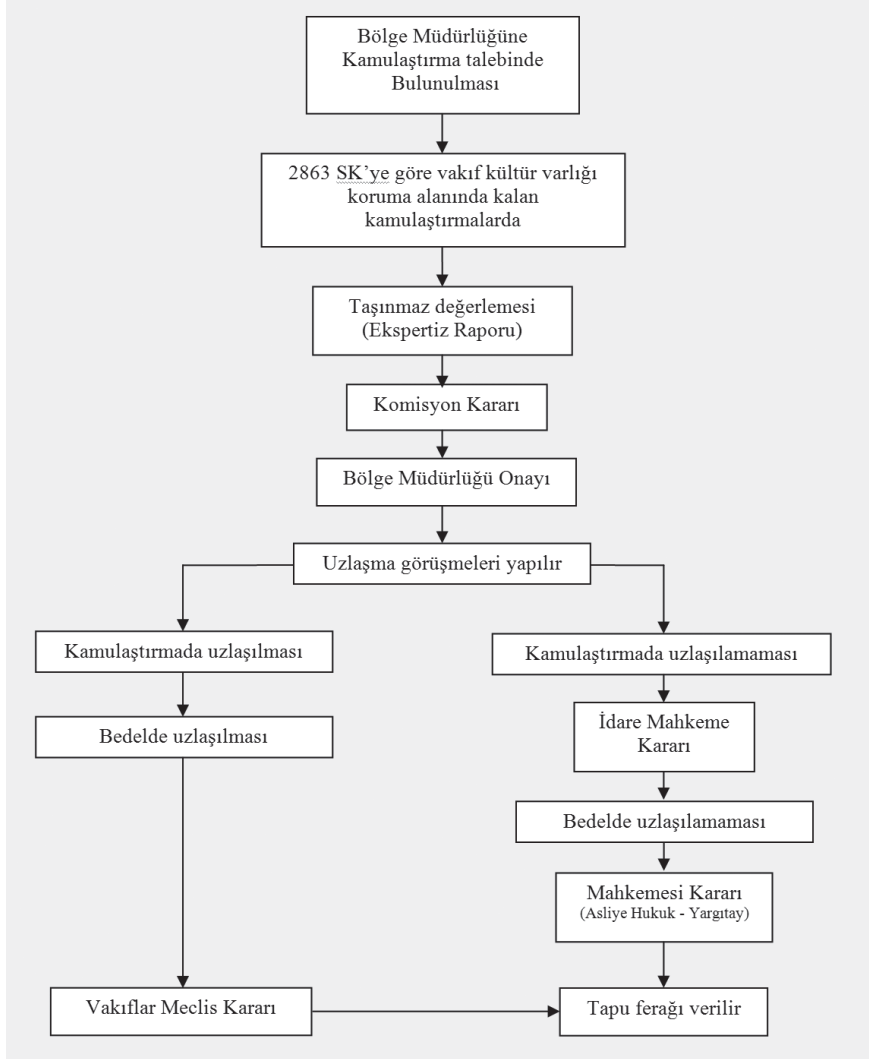 Bölge Müdürlüğüne
Kamulaştırma talebinde
Bulunulması
2863 SK’ye göre vakıf kültür varlığı
koruma alanında kalan
kamulaştırmalarda
Taşınmaz değerlemesi
(Ekspertiz Raporu)
Komisyon Kararı
Bölge Müdürlüğü Onayı
Uzlaşma görüşmeleri yapılır
Kamulaştırmada uzlaşılması
Bedelde uzlaşılması
Kamulaştırmada uzlaşılamaması
İdare Mahkeme
Kararı
Bedelde uzlaşılamaması
Mahkemesi Kararı
(Asliye Hukuk - Yargıtay)
Vakıflar Meclis Kararı
Tapu ferağı verilir